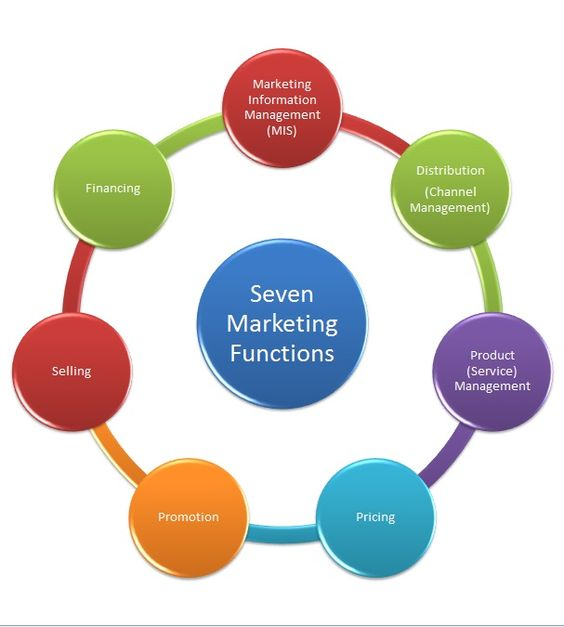 Marketing
Information
Management
(MIS)
Distribution
(Channel
Management)
Product
(Service)
Management
Pricing
Promotion
Selling
Financing
Seven
Marketing
Functions